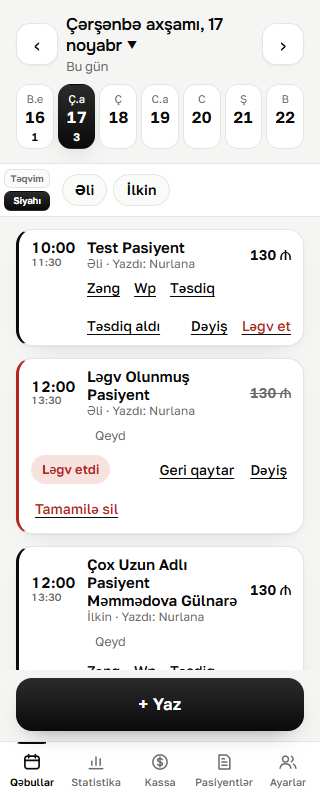 ‹
Çərşənbə axşamı, 17
noyabr ▼
Bu gün
›
B.e Ç.a Ç C.a C Ş B
16 17 18 19 20 21 22
1 3
Təqvim
Siyahı
Əli İlkin
10:00 Test Pasiyent 130 ₼
11:30 Əli · Yazdı: Nurlana
Zəng Wp Təsdiq
Təsdiq aldı Dəyiş Ləğv et
12:00 Ləğv Olunmuş 130 ₼
13:30 Pasiyent
Əli · Yazdı: Nurlana
Qeyd
Ləğv etdi Geri qaytar Dəyiş
Tamamilə sil
Çox Uzun Adlı
12:00 Pasiyent 130 ₼
13:30 Məmmədova Gülnarə
İlkin · Yazdı: Nurlana
Qeyd
Zəng Wp Təsdiq
+ Yaz
Qəbullar Statistika Kassa Pasiyentlər Ayarlar